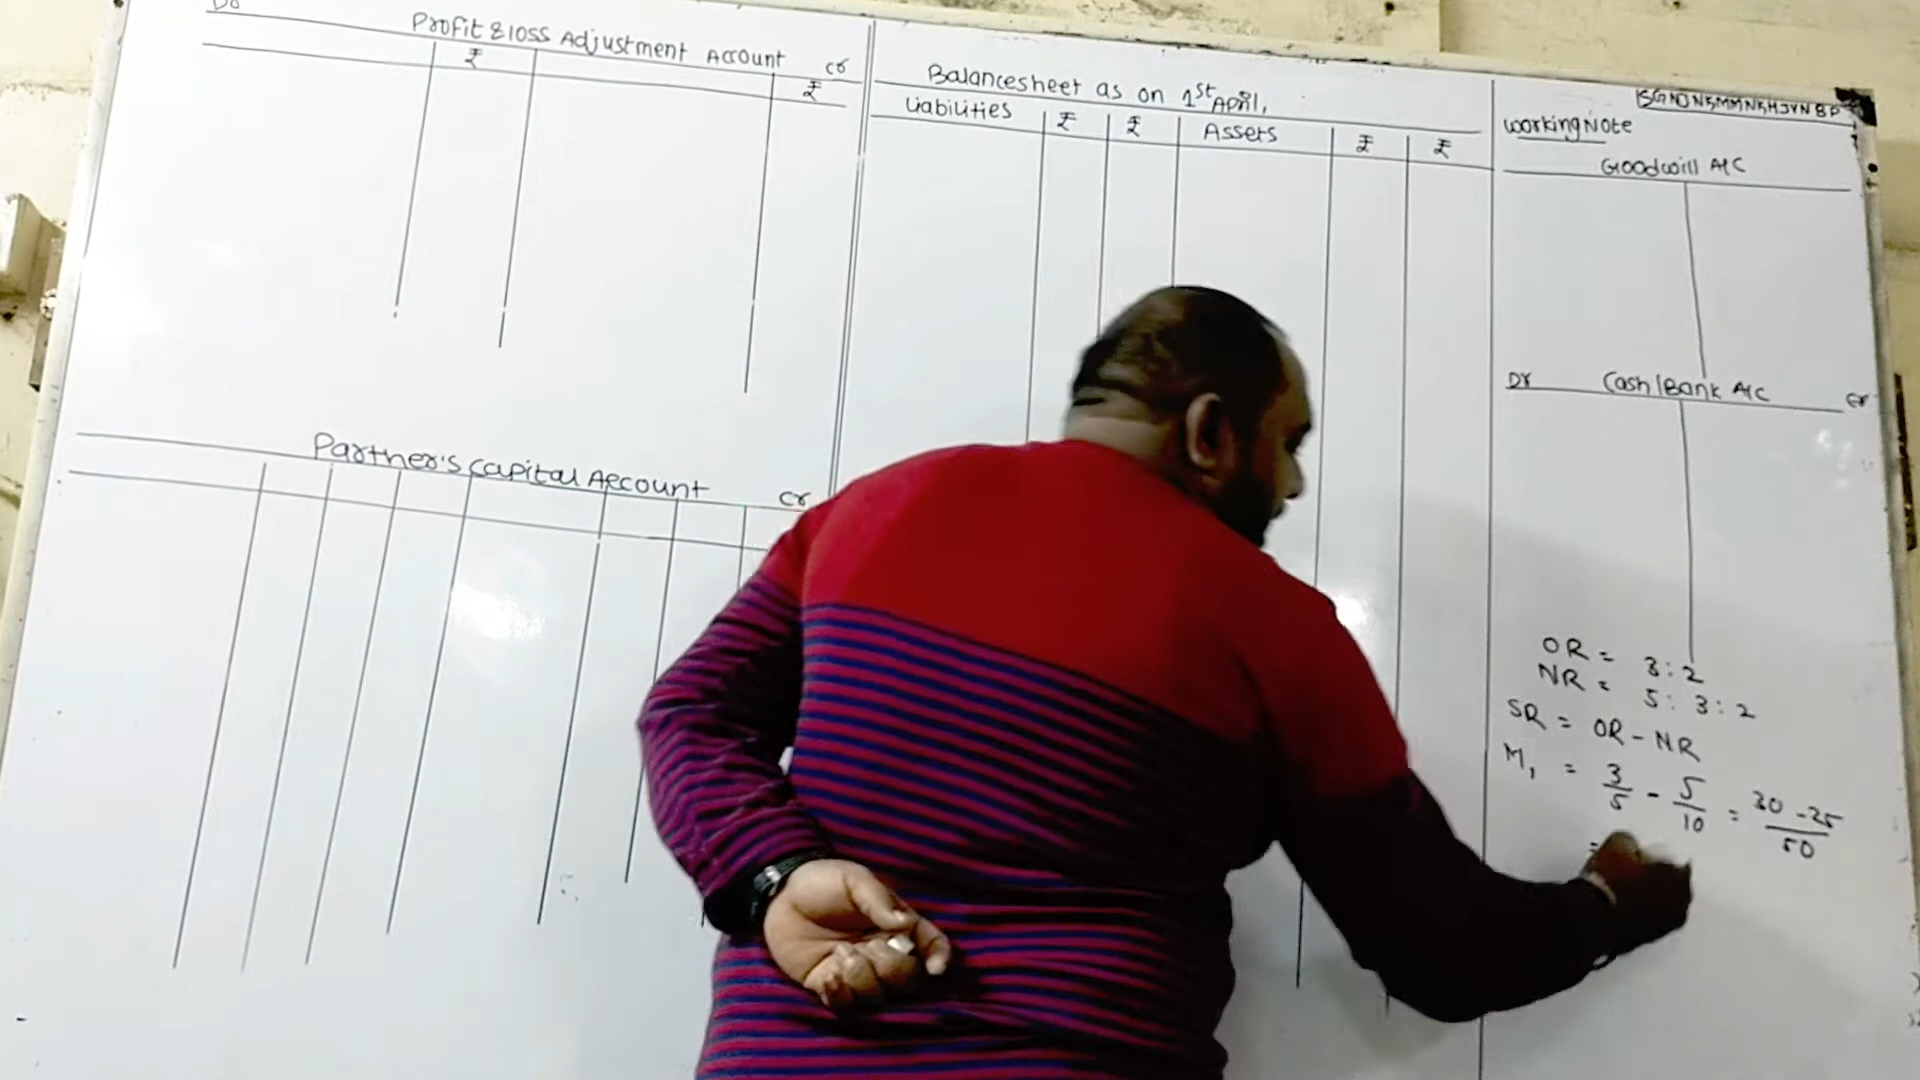 Profit & loss Adjustment Account Cr
₹ ₹
Partner's Capital Account Cr
Balancesheet as on 1st April,
Liabilities ₹ ₹ Assets ₹ ₹
Working Note
Goodwill A/C
Dr Cash/Bank A/C Cr
OR = 3:2
NR = 5:3:2
SR = OR - NR
M, = 3/5 - 5/10 = 30-25/50
=